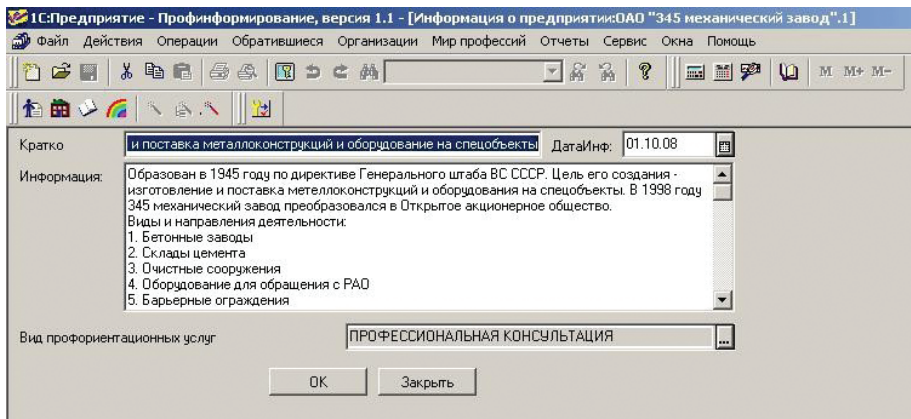 1С:Предприятие - Профинформирование, версия 1.1 - [Информация о предприятии:ОАО "345 механический завод".1]
Файл Действия Операции Обратившиеся Организации Мир профессий Отчеты Сервис Окна Помощь
М М+ М-
Кратко и поставка металлоконструкций и оборудование на спецобъекты ДатаИнф: 01.10.08
Информация: Образован в 1945 году по директиве Генерального штаба ВС СССР. Цель его создания -
изготовление и поставка метеллоконструкций и оборудования на спецобъекты. В 1998 году
345 механический завод преобразовался в Открытое акционерное общество.
Виды и направления деятельности:
1. Бетонные заводы
2. Склады цемента
3. Очистные сооружения
4. Оборудование для обращения с РАО
5. Барьерные ограждения
Вид профориентационных услуг ПРОФЕССИОНАЛЬНАЯ КОНСУЛЬТАЦИЯ ...
ОК Закрыть